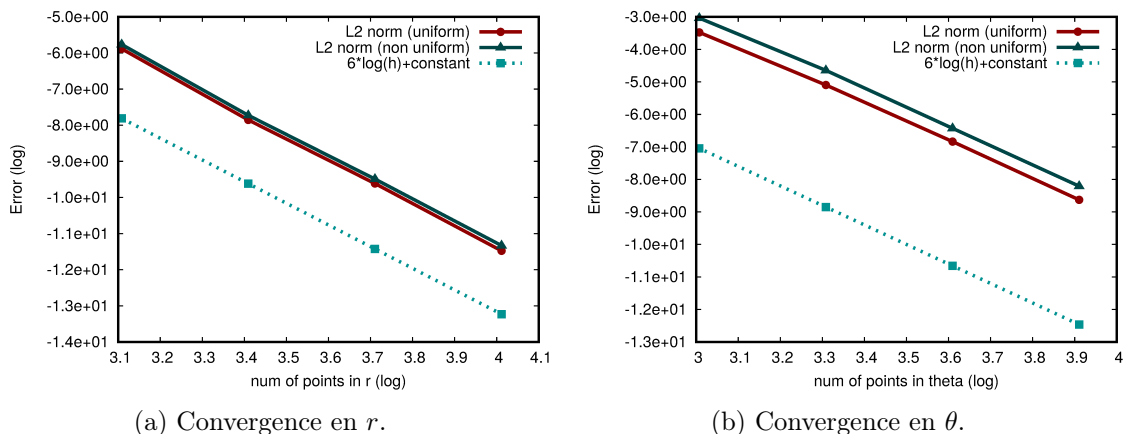 -5.0e+00
-6.0e+00
-7.0e+00
-8.0e+00
-9.0e+00
-1.0e+01
-1.1e+01
-1.2e+01
-1.3e+01
-1.4e+01
Error (log)
L2 norm (uniform)
L2 norm (non uniform)
6*log(h)+constant
3.1 3.2 3.3 3.4 3.5 3.6 3.7 3.8 3.9 4 4.1
num of points in r (log)
(a) Convergence en r.
-3.0e+00
-4.0e+00
-5.0e+00
-6.0e+00
-7.0e+00
-8.0e+00
-9.0e+00
-1.0e+01
-1.1e+01
-1.2e+01
-1.3e+01
Error (log)
L2 norm (uniform)
L2 norm (non uniform)
6*log(h)+constant
3 3.1 3.2 3.3 3.4 3.5 3.6 3.7 3.8 3.9 4
num of points in theta (log)
(b) Convergence en θ.